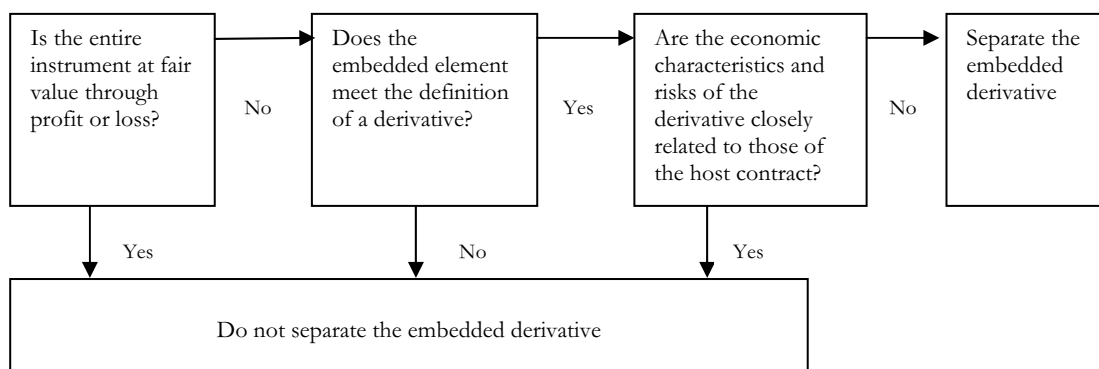 Is the entire
instrument at fair
value through
profit or loss?
No
Does the
embedded element
meet the definition
of a derivative?
Yes
Are the economic
characteristics and
risks of the
derivative closely
related to those of
the host contract?
No
Separate the
embedded
derivative
Yes
No
Yes
Do not separate the embedded derivative